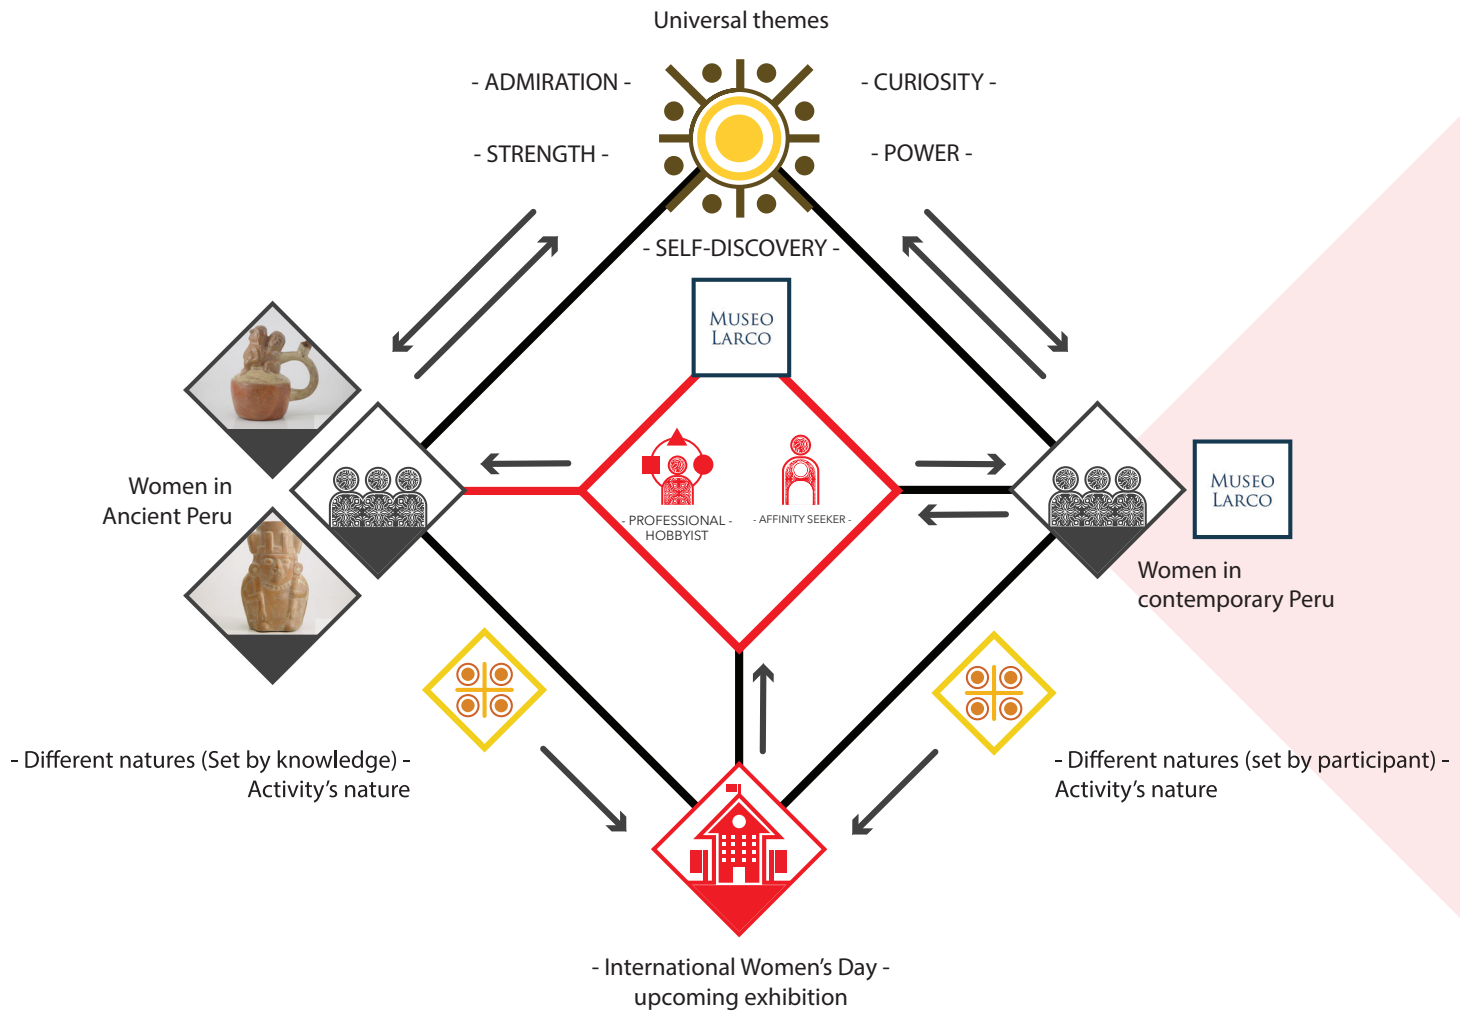 Universal themes
- ADMIRATION -
- CURIOSITY -
- STRENGTH -
- POWER -
- SELF-DISCOVERY -
MUSEO
LARCO
Women in
Ancient Peru
- PROFESSIONAL -
HOBBYIST
- AFFINITY SEEKER -
MUSEO
LARCO
Women in
contemporary Peru
- Different natures (Set by knowledge) -
Activity's nature
- Different natures (set by participant) -
Activity's nature
- International Women's Day -
upcoming exhibition